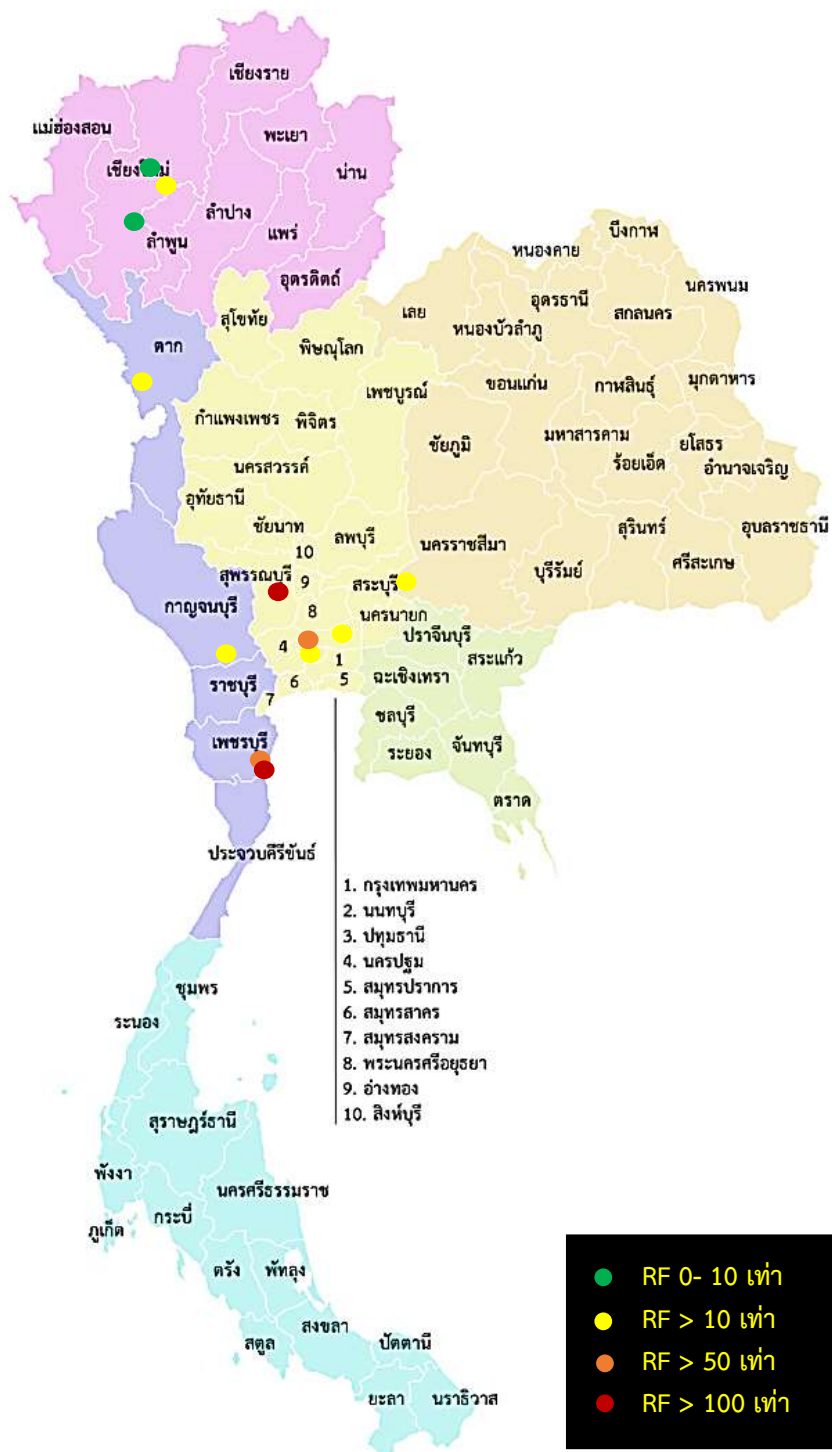 เชียงราย
แม่ฮ่องสอน
พะเยา
เชียงใหม่
น่าน
ลำปาง
ลำพูน
แพร่
อุตรดิตถ์
บึงกาฬ
หนองคาย
นครพนม
อุดรธานี
เลย
สกลนคร
สุโขทัย
หนองบัวลำภู
ตาก
พิษณุโลก
ขอนแก่น
กาฬสินธุ์
มุกดาหาร
เพชบูรณ์
กำแพงเพชร
พิจิตร
ชัยภูมิ
มหาสารคาม
ยโสธร
ร้อยเอ็ด
อำนาจเจริญ
นครสวรรค์
อุทัยธานี
ชัยนาท
ลพบุรี
นครราชสีมา
สุรินทร์
อุบลราชธานี
10
สุพรรณบุรี
9
สระบุรี
บุรีรัมย์
ศรีสะเกษ
กาญจนบุรี
8
นครนายก
ปราจีนบุรี
4
1
สระแก้ว
ราชบุรี
6
5
ฉะเชิงเทรา
7
ชลบุรี
เพชรบุรี
ระยอง
จันทบุรี
ตราด
ประจวบคีรีขันธ์
1. กรุงเทพมหานคร
2. นนทบุรี
3. ปทุมธานี
4. นครปฐม
5. สมุทรปราการ
6. สมุทรสาคร
7. สมุทรสงคราม
8. พระนครศรีอยุธยา
9. อ่างทอง
10. สิงห์บุรี
ชุมพร
ระนอง
สุราษฎร์ธานี
พังงา
นครศรีธรรมราช
กระบี่
ภูเก็ต
ตรัง
พัทลุง
สงขลา
สตูล
ปัตตานี
ยะลา
นราธิวาส
RF 0- 10 เท่า
RF > 10 เท่า
RF > 50 เท่า
RF > 100 เท่า